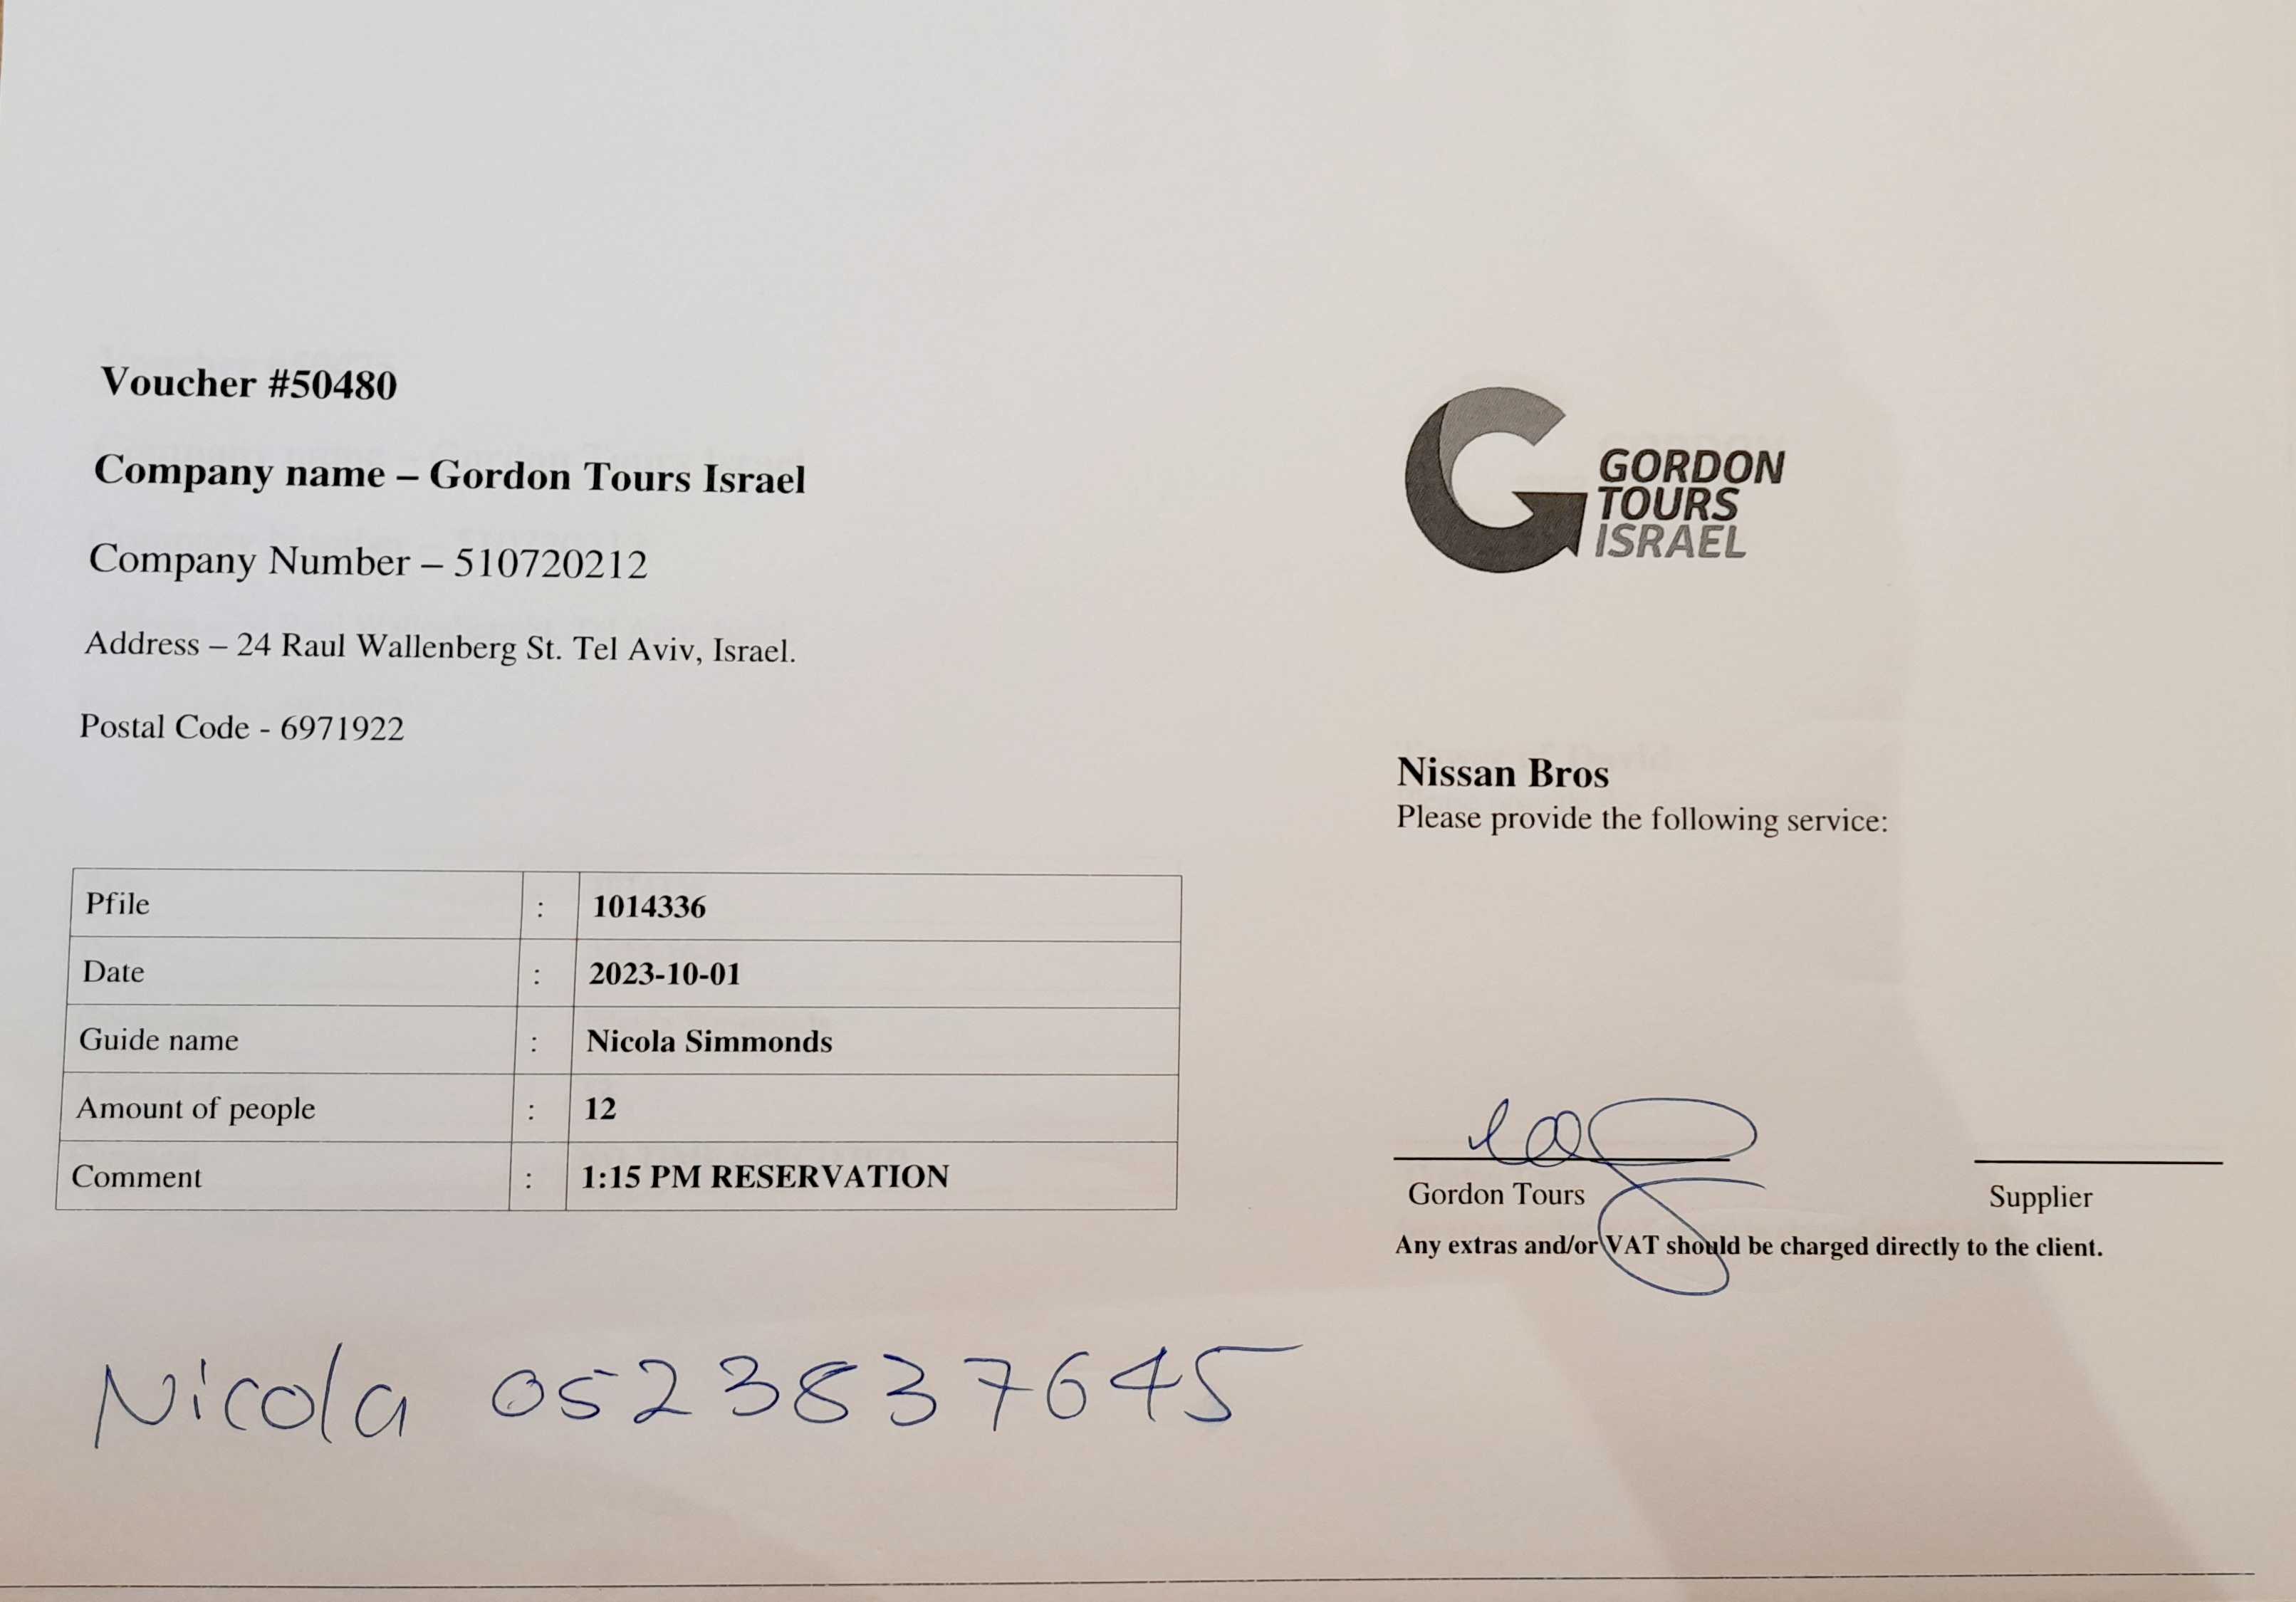 Voucher #50480
Company name – Gordon Tours Israel
Company Number – 510720212
Address – 24 Raul Wallenberg St. Tel Aviv, Israel.
Postal Code - 6971922
GORDON
TOURS
ISRAEL
Nissan Bros
Please provide the following service:
Pfile : 1014336
Date : 2023-10-01
Guide name : Nicola Simmonds
Amount of people : 12
Comment : 1:15 PM RESERVATION
Gordon Tours
Supplier
Any extras and/or VAT should be charged directly to the client.
Nicola 0523837645